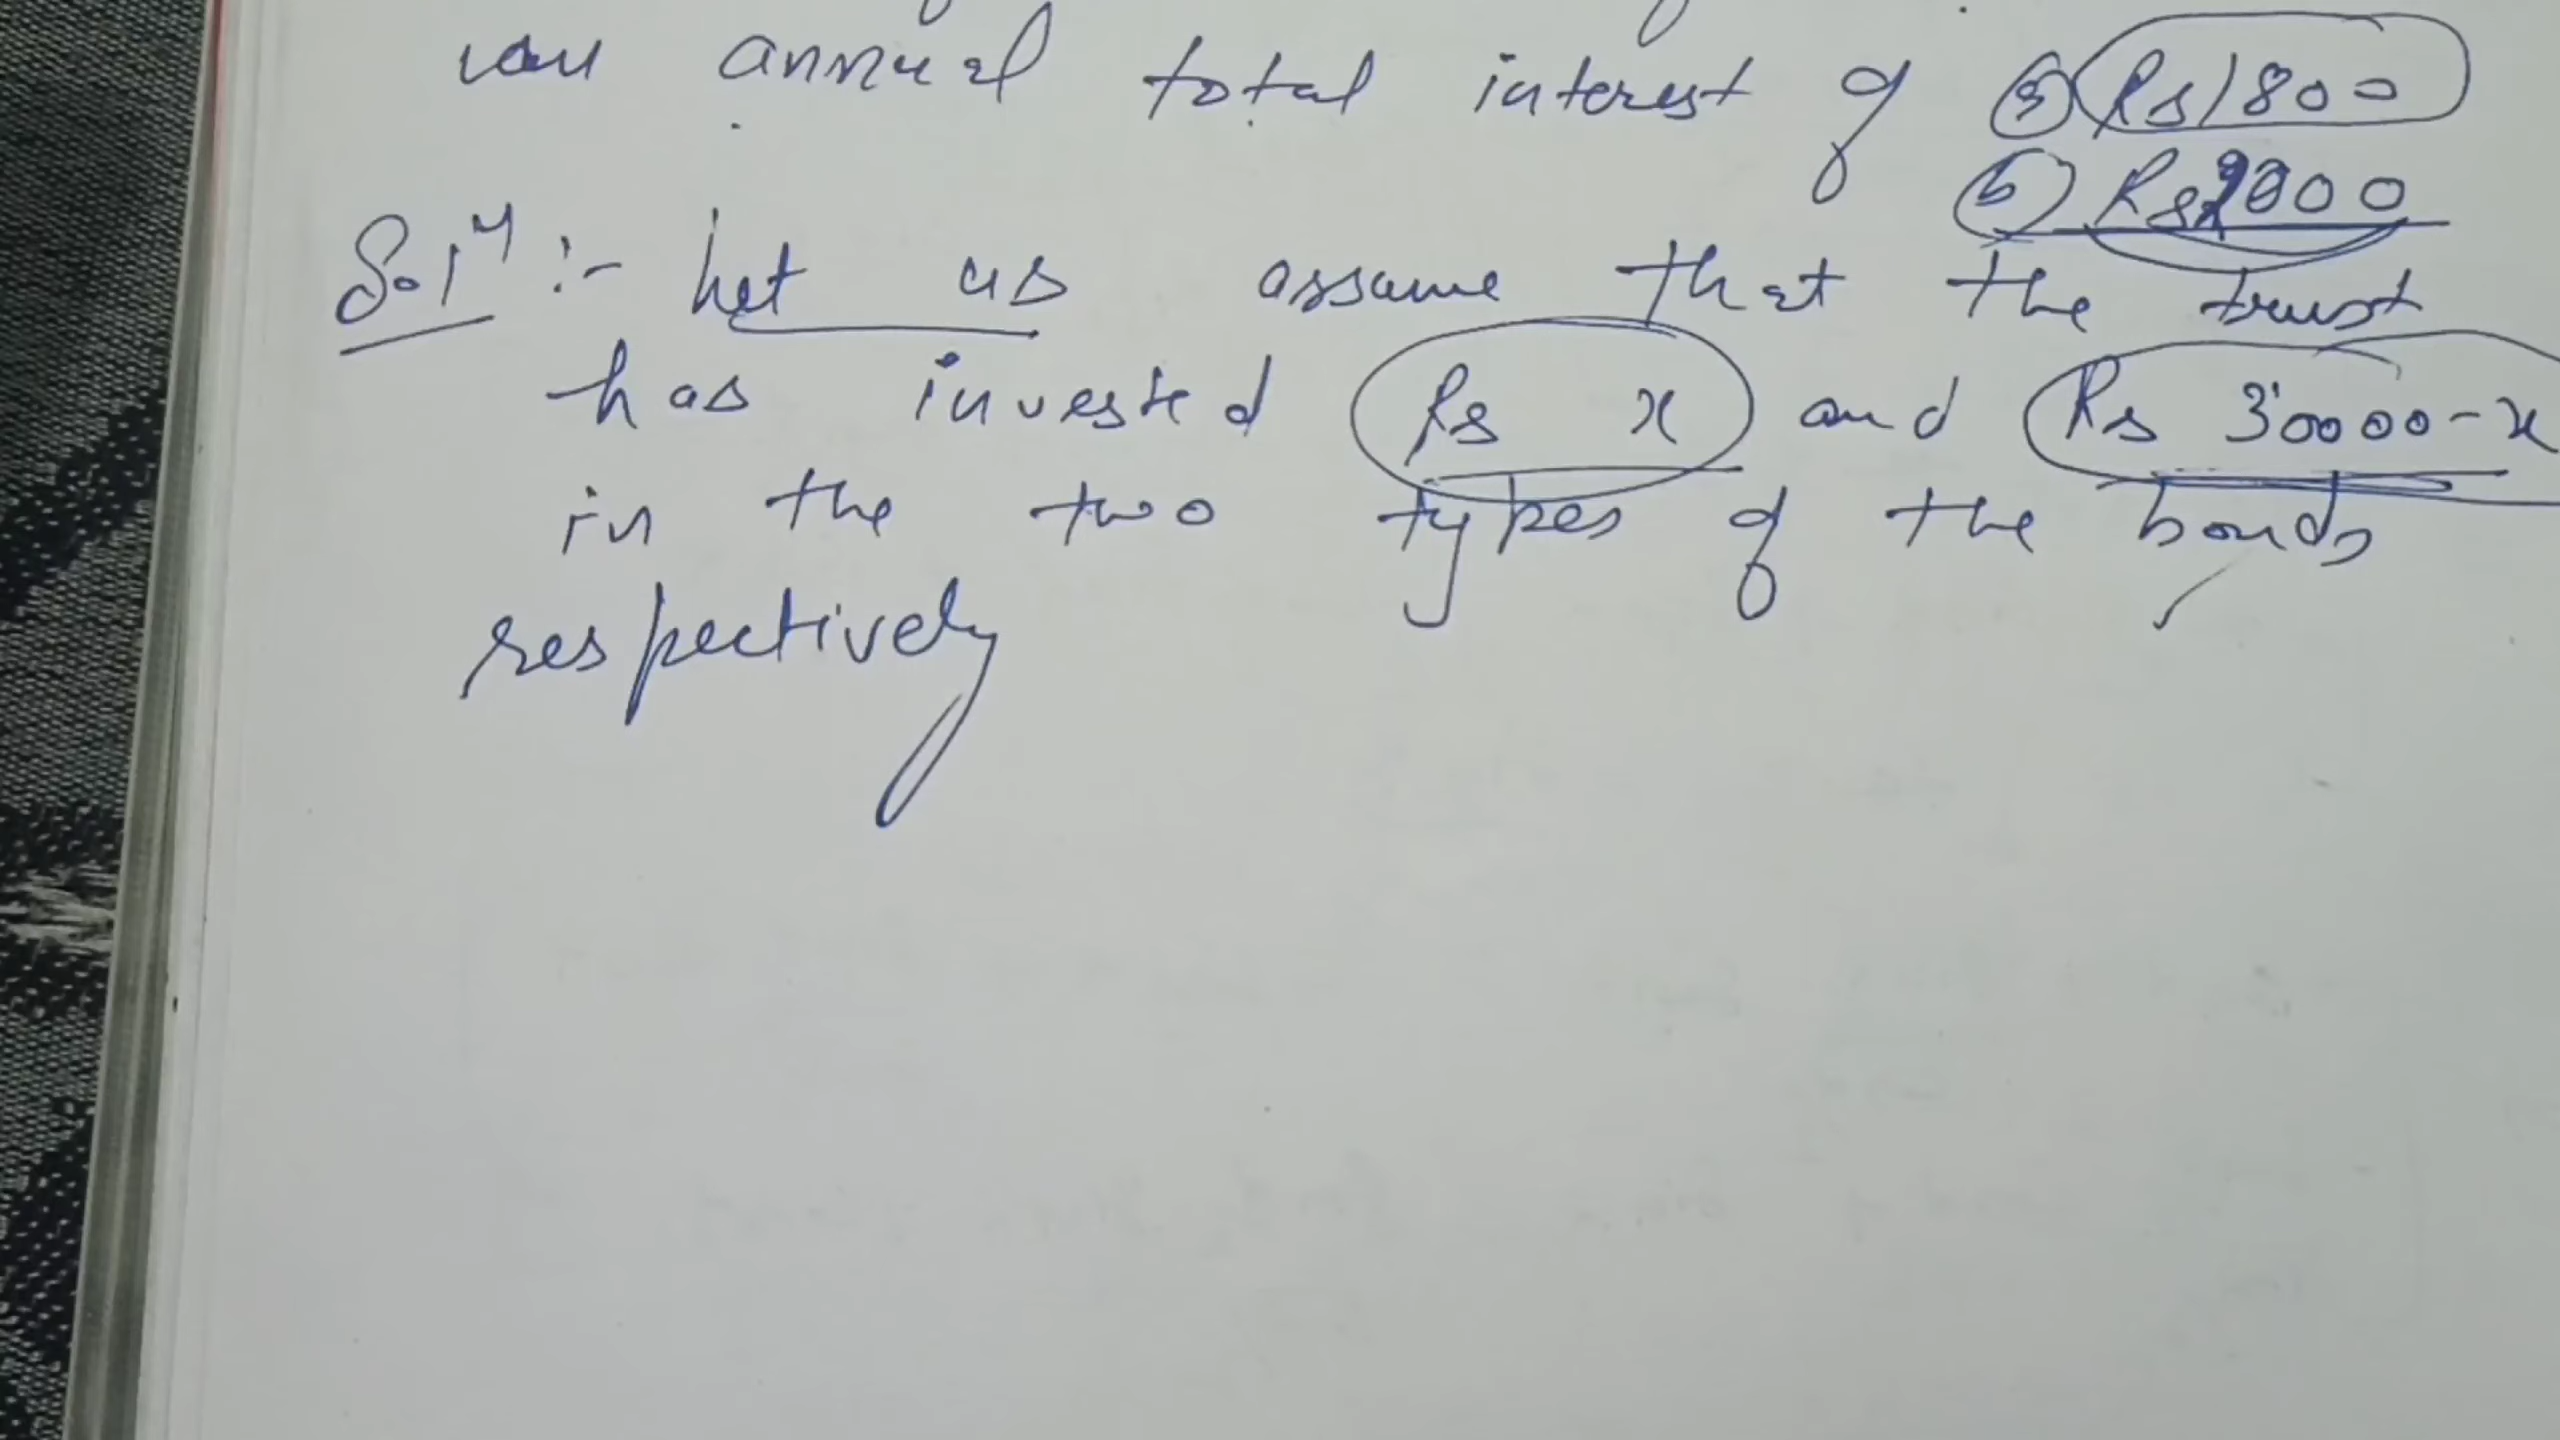 an annual total interest of (a) Rs 1800
(b) Rs 2000
Solⁿ :- Let us assume that the trust
has invested Rs x and Rs 30000-x
in the two types of the bonds
respectively